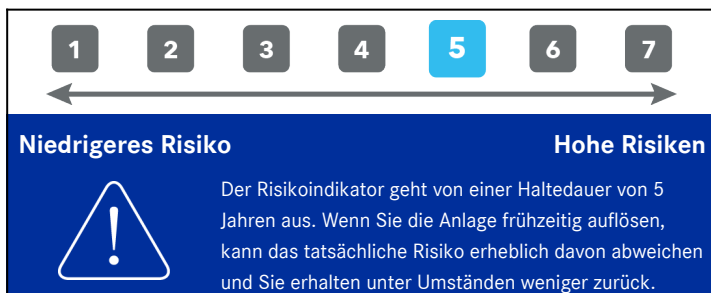 1 2 3 4 5 6 7
Niedrigeres Risiko Hohe Risiken
Der Risikoindikator geht von einer Haltedauer von 5
Jahren aus. Wenn Sie die Anlage frühzeitig auflösen,
kann das tatsächliche Risiko erheblich davon abweichen
und Sie erhalten unter Umständen weniger zurück.